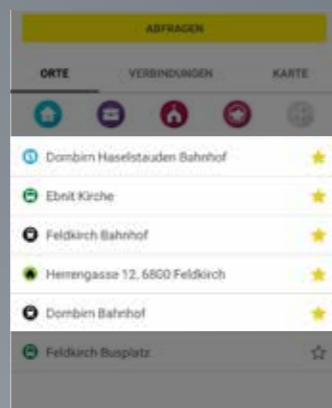 ABFRAGEN
ORTE VERBINDUNGEN KARTE
Dornbirn Haselstauden Bahnhof
Ebnit Kirche
Feldkirch Bahnhof
Herrengasse 12, 6800 Feldkirch
Dornbirn Bahnhof
Feldkirch Busplatz